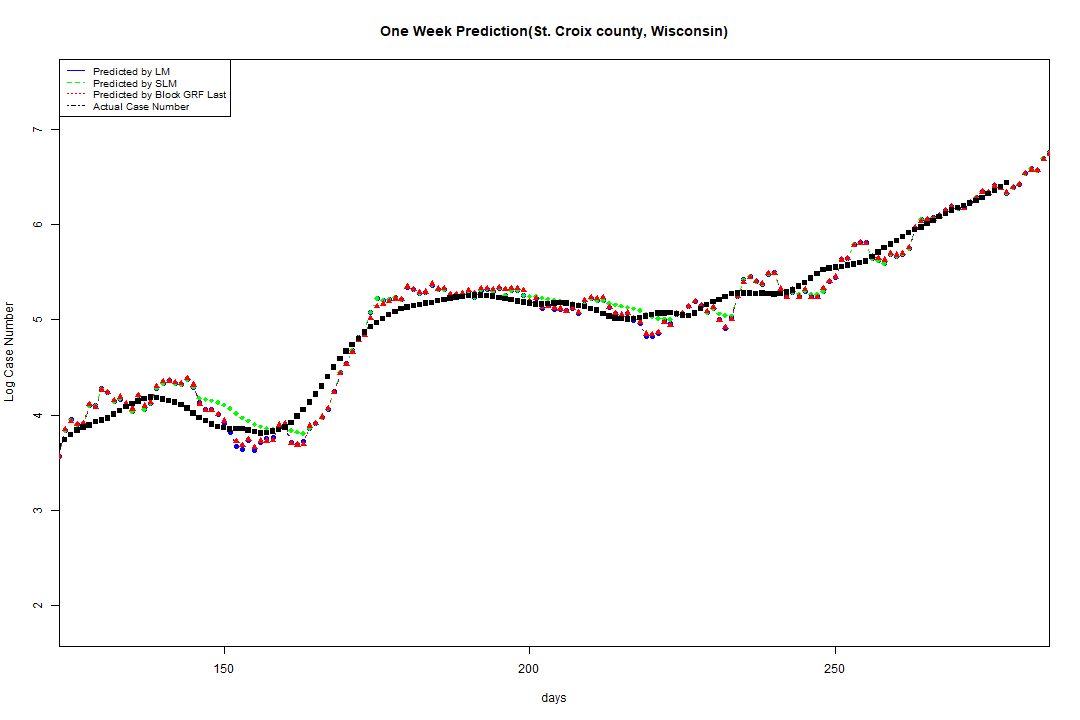 One Week Prediction(St. Croix county, Wisconsin)
Predicted by LM
Predicted by SLM
Predicted by Block GRF Last
Actual Case Number
7
6
5
4
3
2
Log Case Number
150 200 250
days